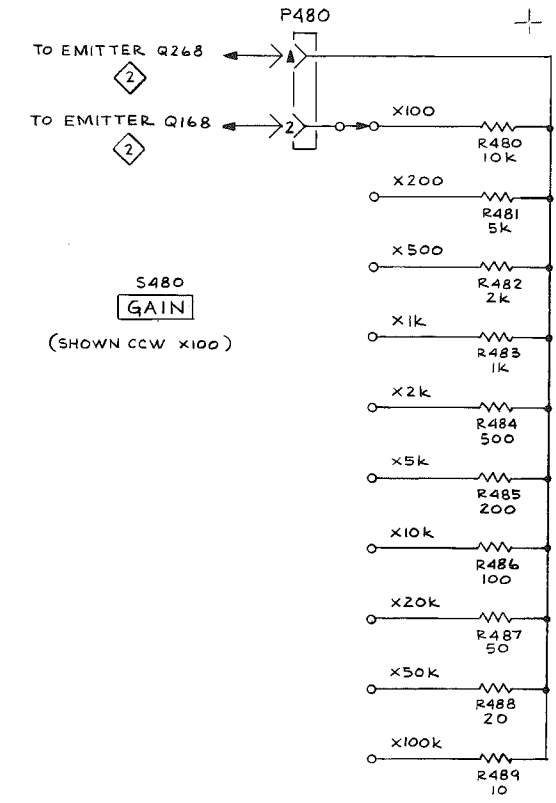 P480
TO EMITTER Q268
2
TO EMITTER Q168
2
2
X100
R480
10K
X200
R481
5K
X500
R482
2K
S480
GAIN
(SHOWN CCW X100)
X1K
R483
1K
X2K
R484
500
X5K
R485
200
X10K
R486
100
X20K
R487
50
X50K
R488
20
X100K
R489
10